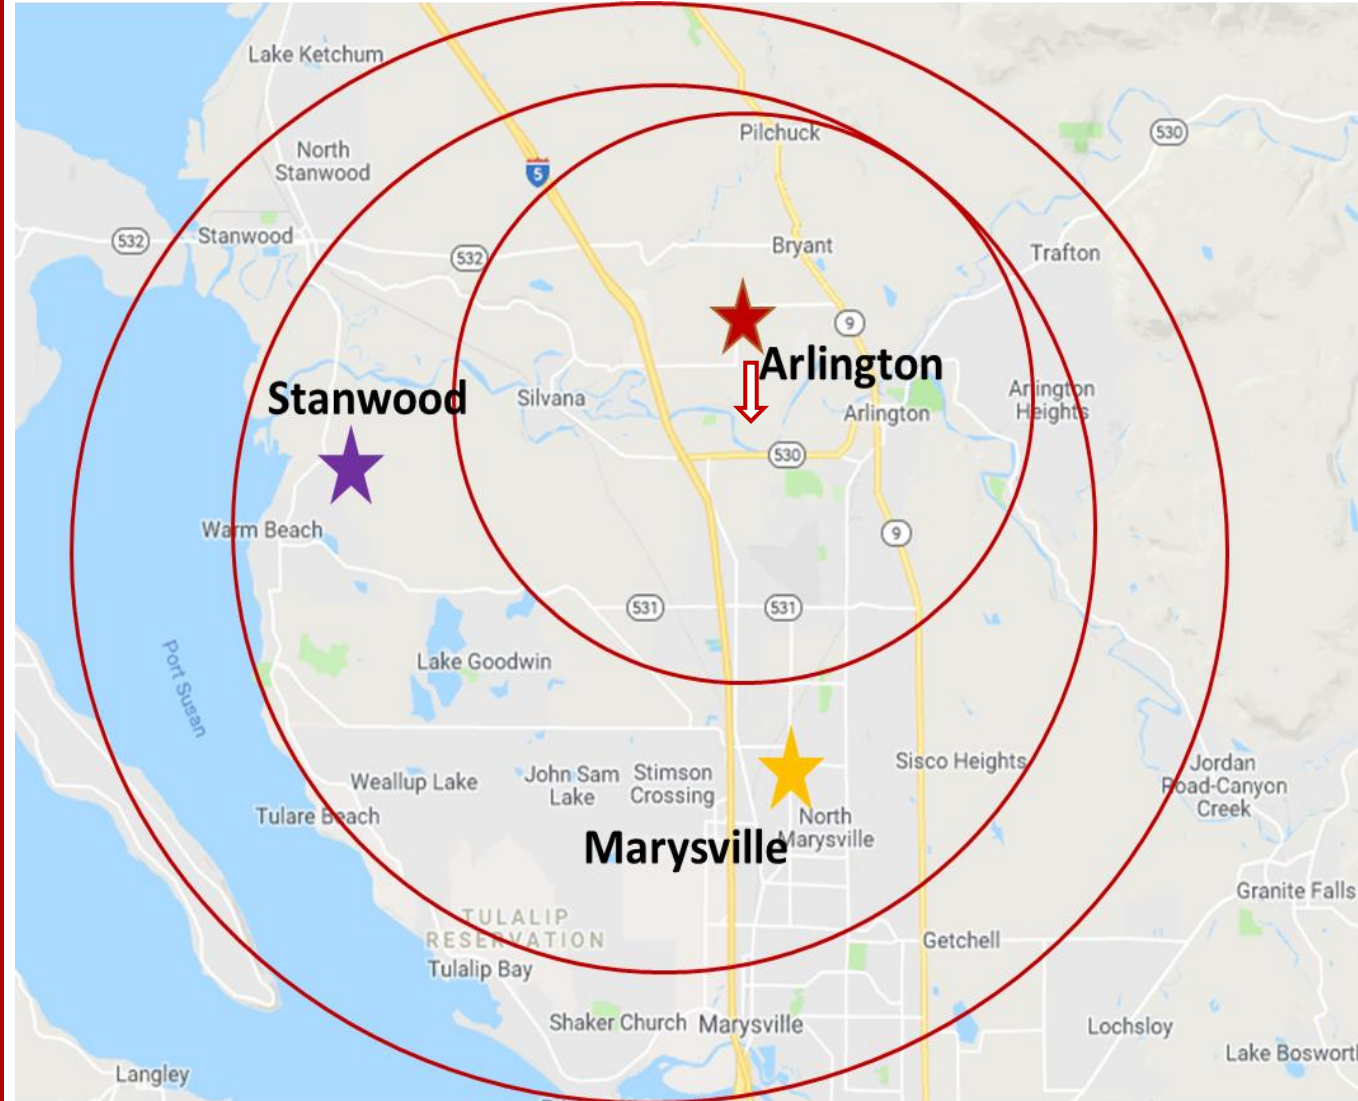 Lake Ketchum
Pilchuck
530
North
Stanwood
5
532
Stanwood
532
Bryant
Trafton
9
Arlington
Stanwood
Silvana
Arlington
Arlington
Heights
530
Warm Beach
9
531
531
Lake Goodwin
Port Susan
Weallup Lake
John Sam
Lake
Stimson
Crossing
Sisco Heights
Jordan
Road-Canyon
Creek
Tulare Beach
North
Marysville
Marysville
Granite Falls
TULALIP
RESERVATION
Getchell
Tulalip Bay
Shaker Church
Marysville
Lochsloy
Lake Boswort
Langley